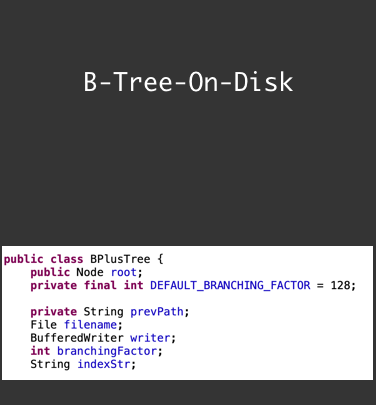 B-Tree-On-Disk
public class BPlusTree {
    public Node root;
    private final int DEFAULT_BRANCHING_FACTOR = 128;

    private String prevPath;
    File filename;
    BufferedWriter writer;
    int branchingFactor;
    String indexStr;